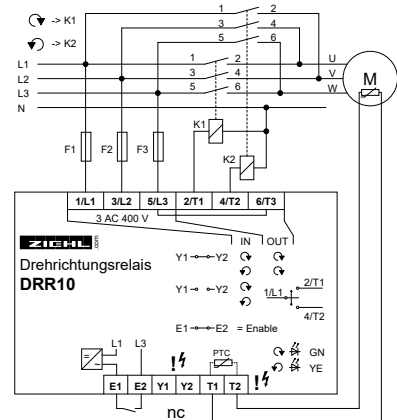 -> K1
-> K2
1 2
3 4
5 6
L1 1 2 U
L2 3 4 V
L3 5 6 W
N
M
K1
F1 F2 F3
K2
1/L1 3/L2 5/L3 2/T1 4/T2 6/T3
3 AC 400 V
ZIEHL.com
IN OUT
Drehrichtungsrelais
DRR10
Y1 Y2
Y1 Y2
1/L1
2/T1
4/T2
E1 E2 = Enable
L1 L3
= ~
PTC
GN
YE
E1 E2 Y1 Y2 T1 T2
nc